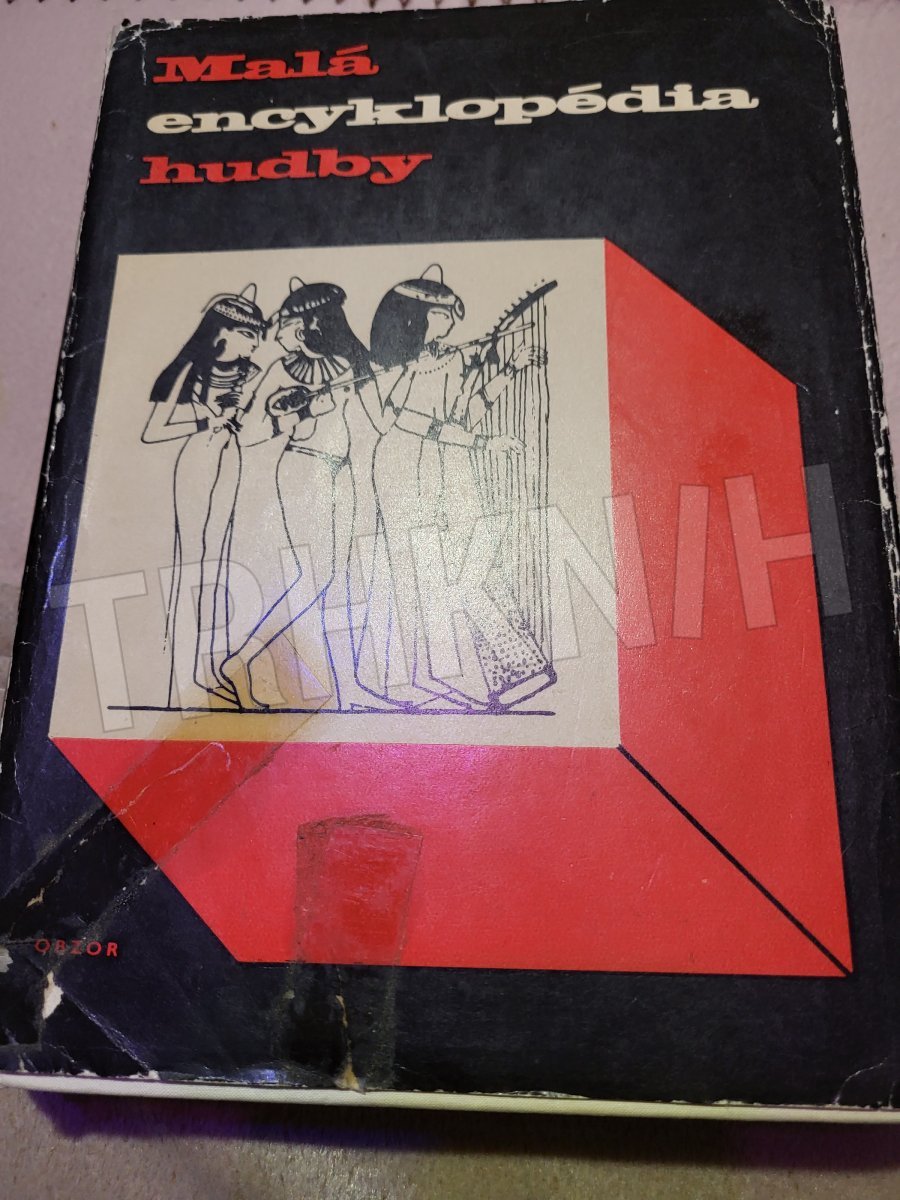 Malá
encyklopédia
hudby
TRHKNIH
OBZOR